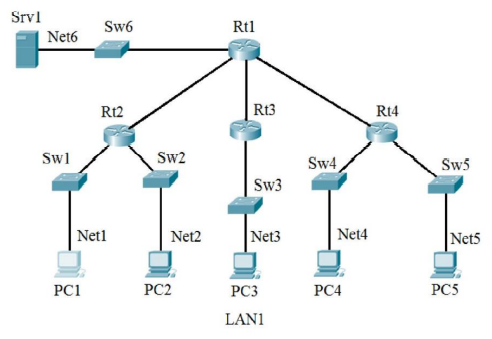 Srv1
Net6
Sw6
Rt1
Rt2
Rt3
Rt4
Sw1
Sw2
Sw3
Sw4
Sw5
Net1
Net2
Net3
Net4
Net5
PC1
PC2
PC3
PC4
PC5
LAN1